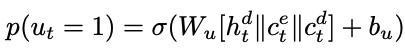 p(u_t = 1) = σ(W_u[h_t^d‖c_t^e‖c_t^d] + b_u)